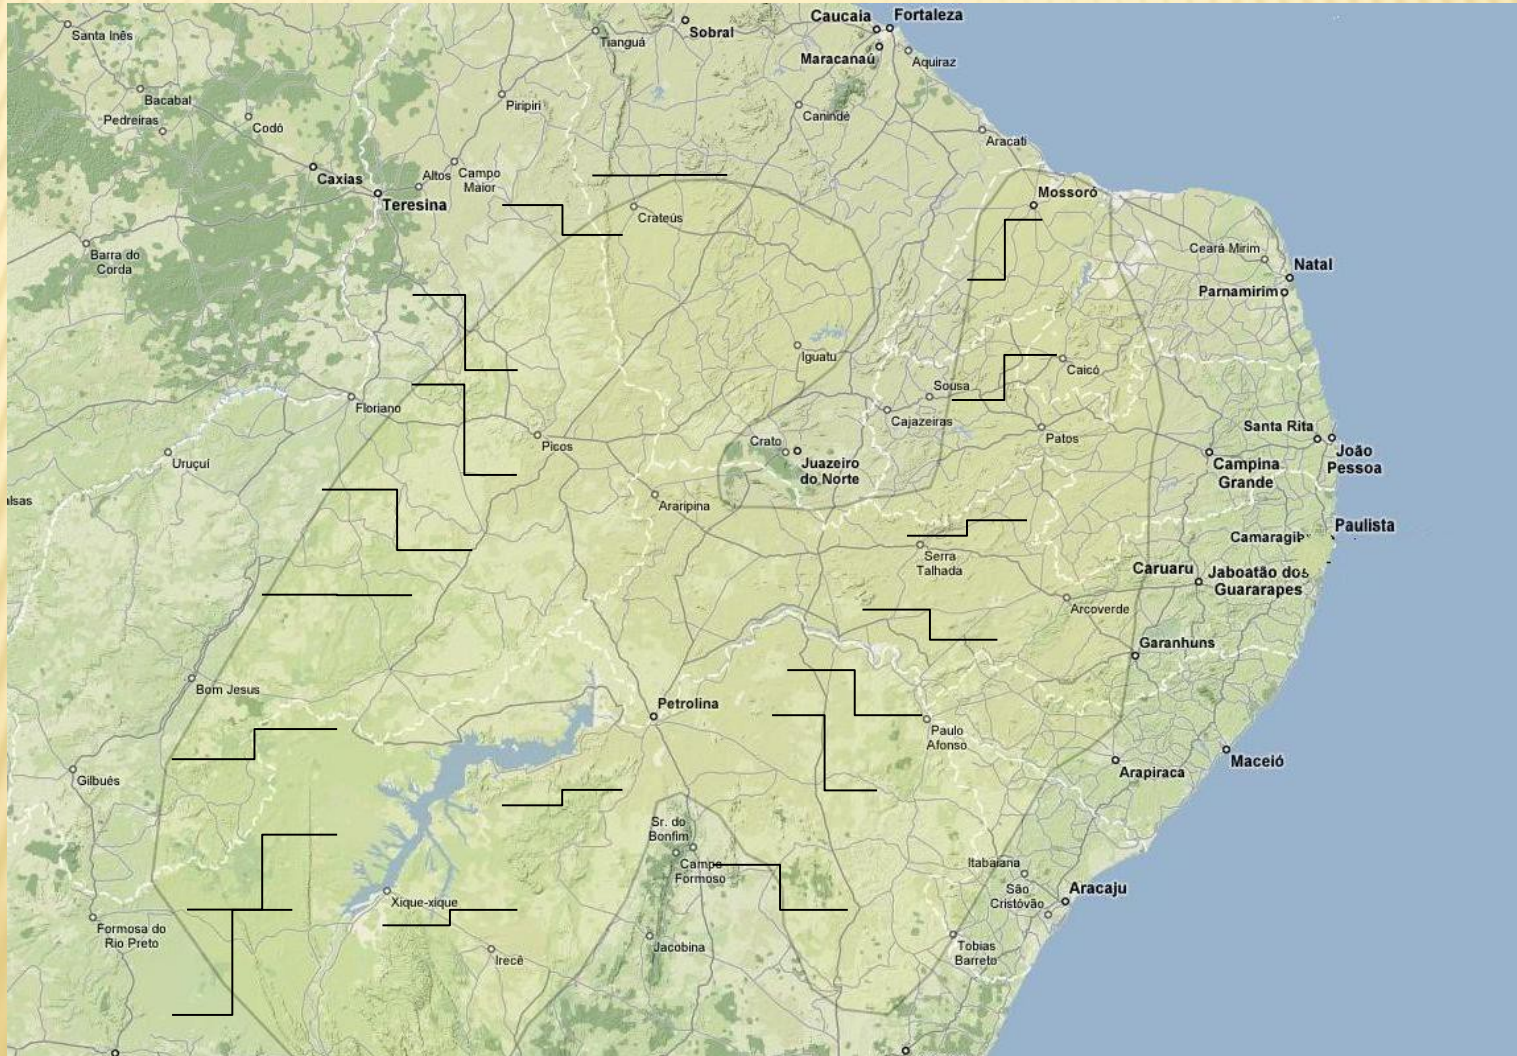 Caucaia
Fortaleza
Sobral
Santa Inês
Tianguá
Maracanaú
Aquiraz
Bacabal
Piripiri
Canindé
Pedreiras
Codó
Aracati
Caxias
Altos
Campo
Maior
Teresina
Mossoró
Crateús
Barra do
Corda
Ceará Mirim
Natal
Parnamirim
Iguatu
Caicó
Sousa
Floriano
Cajazeiras
Picos
Crato
Patos
Santa Rita
João
Pessoa
Uruçuí
Juazeiro
do Norte
Campina
Grande
alsas
Araripina
Paulista
Camaragib
Serra
Talhada
Caruaru
Jaboatão dos
Guararapes
Arcoverde
Garanhuns
Bom Jesus
Petrolina
Paulo
Afonso
Gilbués
Arapiraca
Maceió
Sr. do
Bonfim
Campo
Formoso
Itabaiana
São
Cristóvão
Aracaju
Xique-xique
Formosa do
Rio Preto
Irecê
Jacobina
Tobias
Barreto